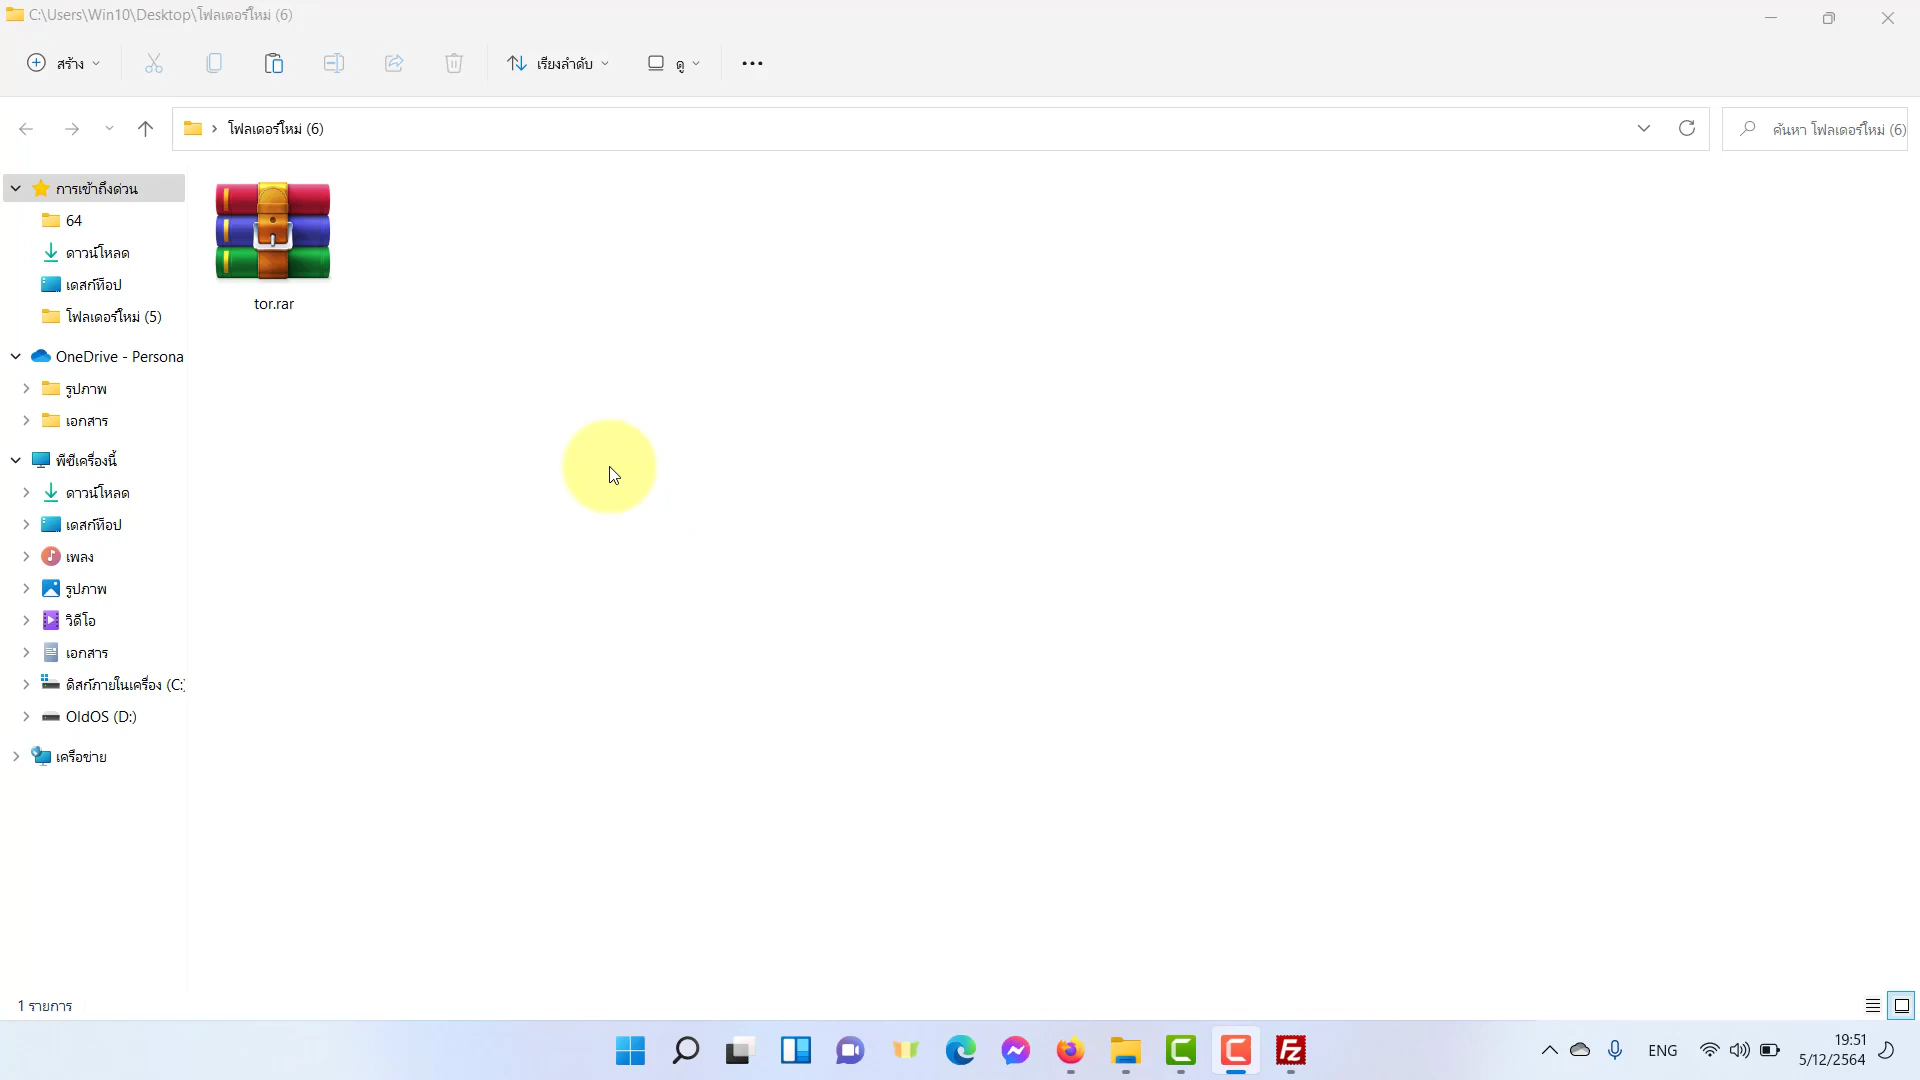 C:\Users\Win10\Desktop\โฟลเดอร์ใหม่ (6)
สร้าง
เรียงลำดับ
ดู
โฟลเดอร์ใหม่ (6)
ค้นหา โฟลเดอร์ใหม่ (6)
การเข้าถึงด่วน
64
ดาวน์โหลด
เดสก์ท็อป
โฟลเดอร์ใหม่ (5)
OneDrive - Persona
รูปภาพ
เอกสาร
พีซีเครื่องนี้
ดาวน์โหลด
เดสก์ท็อป
เพลง
รูปภาพ
วิดีโอ
เอกสาร
ดิสก์ภายในเครื่อง (C:)
OldOS (D:)
เครือข่าย
tor.rar
1 รายการ
ENG
19:51
5/12/2564